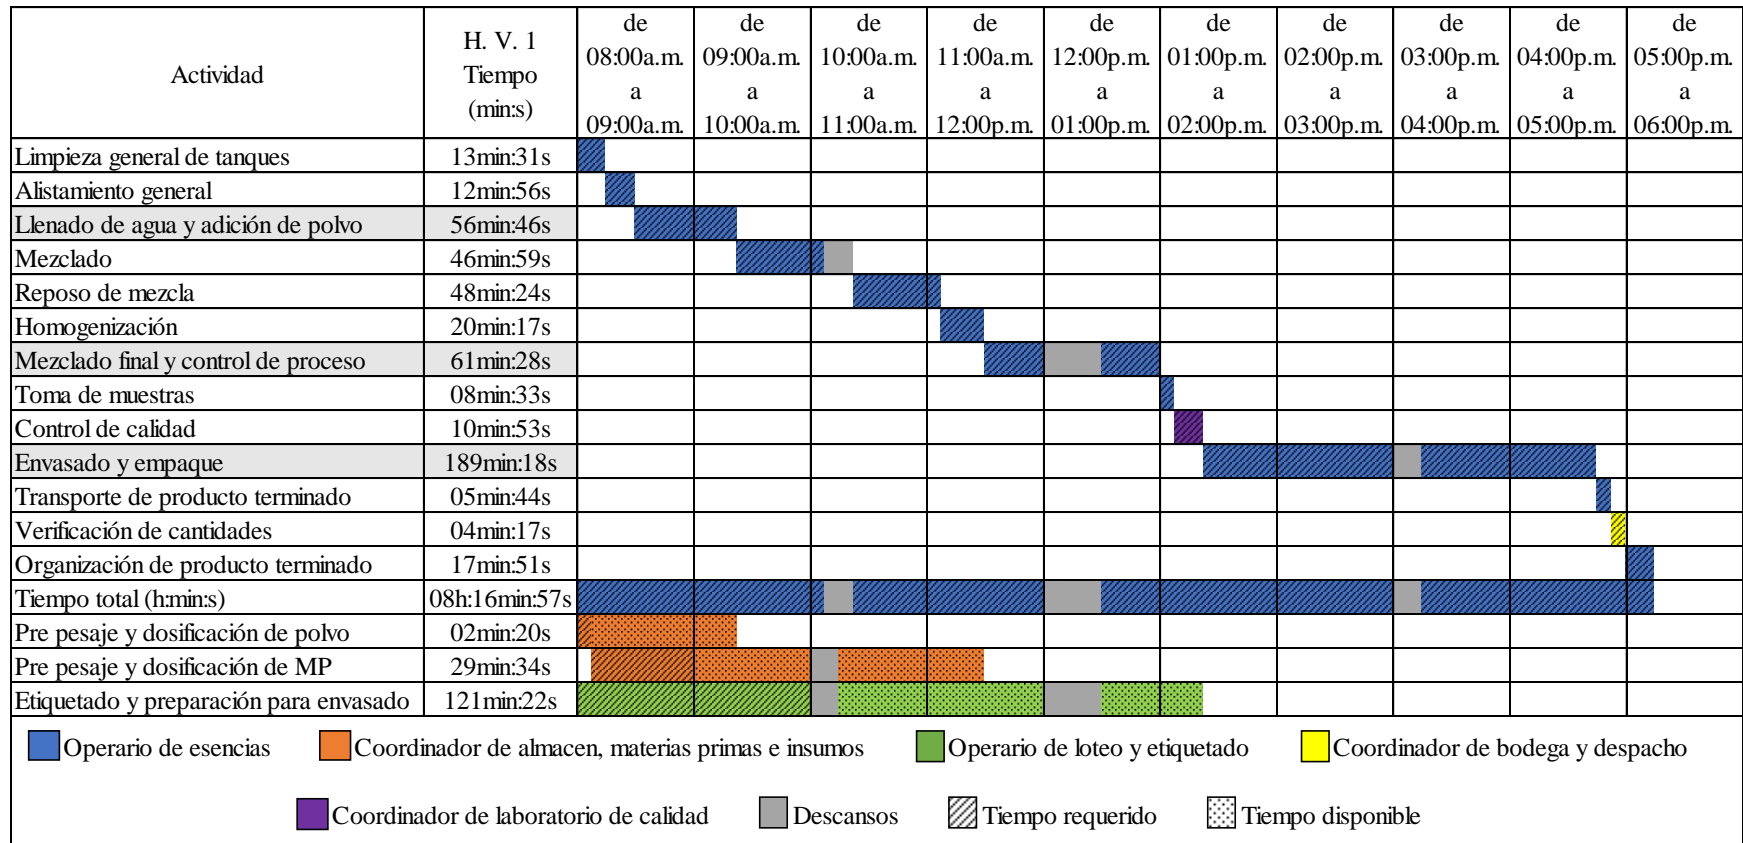 Actividad
H. V. 1
Tiempo
(min:s)
de
08:00a.m.
a
09:00a.m.
de
09:00a.m.
a
10:00a.m.
de
10:00a.m.
a
11:00a.m.
de
11:00a.m.
a
12:00p.m.
de
12:00p.m.
a
01:00p.m.
de
01:00p.m.
a
02:00p.m.
de
02:00p.m.
a
03:00p.m.
de
03:00p.m.
a
04:00p.m.
de
04:00p.m.
a
05:00p.m.
de
05:00p.m.
a
06:00p.m.
Limpieza general de tanques 13min:31s
Alistamiento general 12min:56s
Llenado de agua y adición de polvo 56min:46s
Mezclado 46min:59s
Reposo de mezcla 48min:24s
Homogenización 20min:17s
Mezclado final y control de proceso 61min:28s
Toma de muestras 08min:33s
Control de calidad 10min:53s
Envasado y empaque 189min:18s
Transporte de producto terminado 05min:44s
Verificación de cantidades 04min:17s
Organización de producto terminado 17min:51s
Tiempo total (h:min:s) 08h:16min:57s
Pre pesaje y dosificación de polvo 02min:20s
Pre pesaje y dosificación de MP 29min:34s
Etiquetado y preparación para envasado 121min:22s
Operario de esencias Coordinador de almacen, materias primas e insumos Operario de loteo y etiquetado Coordinador de bodega y despacho
Coordinador de laboratorio de calidad Descansos Tiempo requerido Tiempo disponible